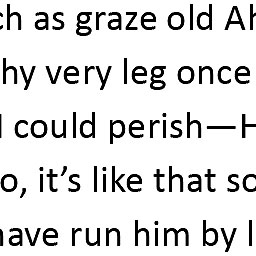 ch as graze old Ah
hy very leg once
I could perish—H
o, it’s like that so
have run him by l